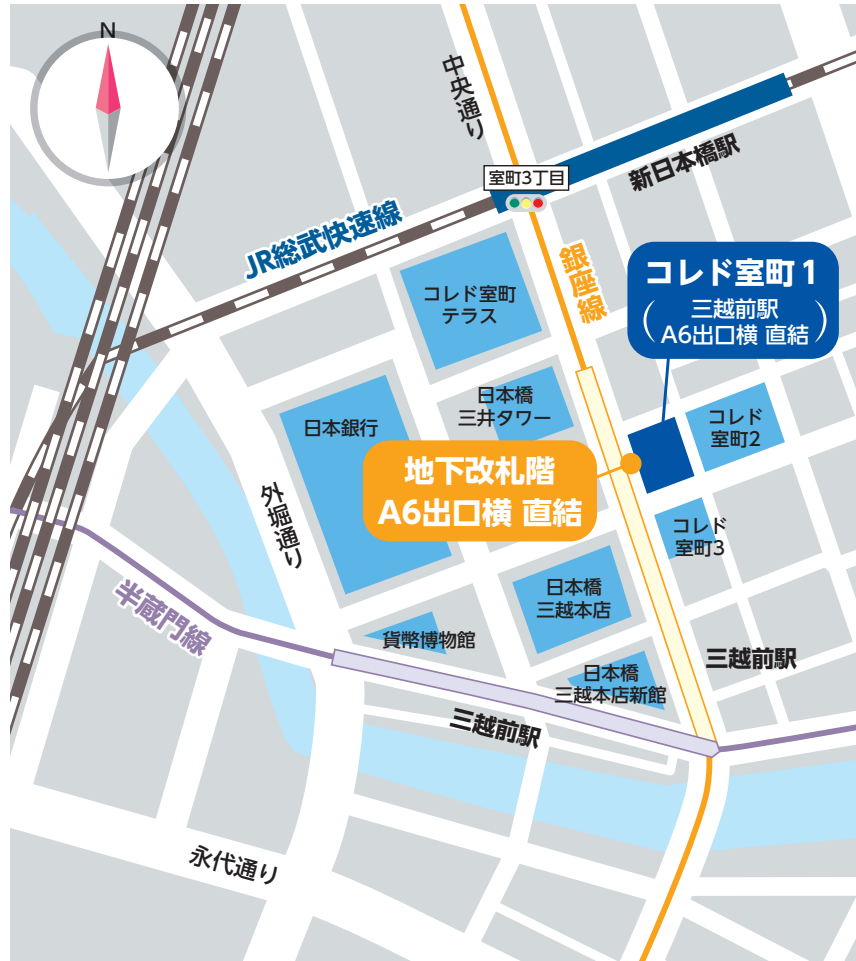 N
中央通り
室町3丁目
新日本橋駅
JR総武快速線
銀座線
コレド室町 1
(三越前駅
A6出口横 直結)
コレド室町
テラス
日本橋
三井タワー
コレド
室町2
日本銀行
地下改札階
A6出口横 直結
外堀通り
コレド
室町3
日本橋
三越本店
半蔵門線
貨幣博物館
三越前駅
日本橋
三越本店新館
三越前駅
永代通り